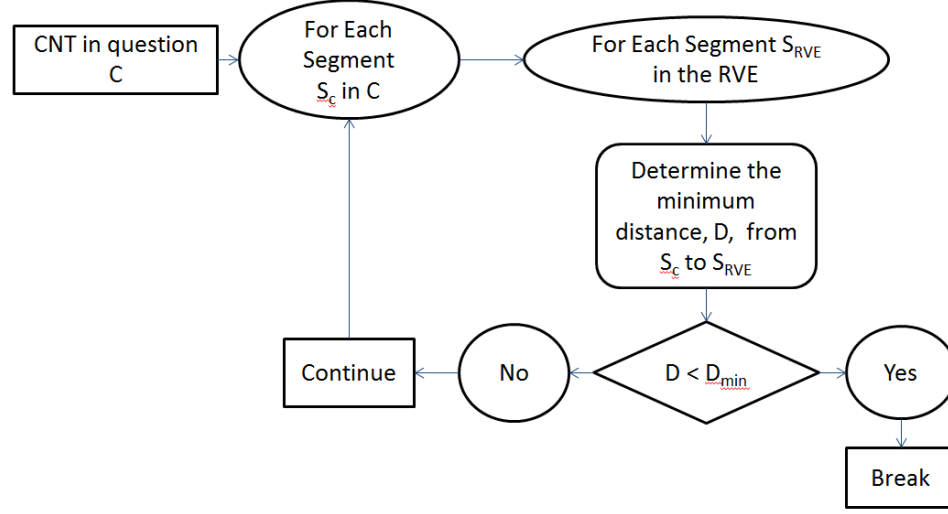 CNT in question
C
For Each
Segment
Sc in C
For Each Segment SRVE
in the RVE
Determine the
minimum
distance, D, from
Sc to SRVE
D < Dmin
No
Continue
Yes
Break